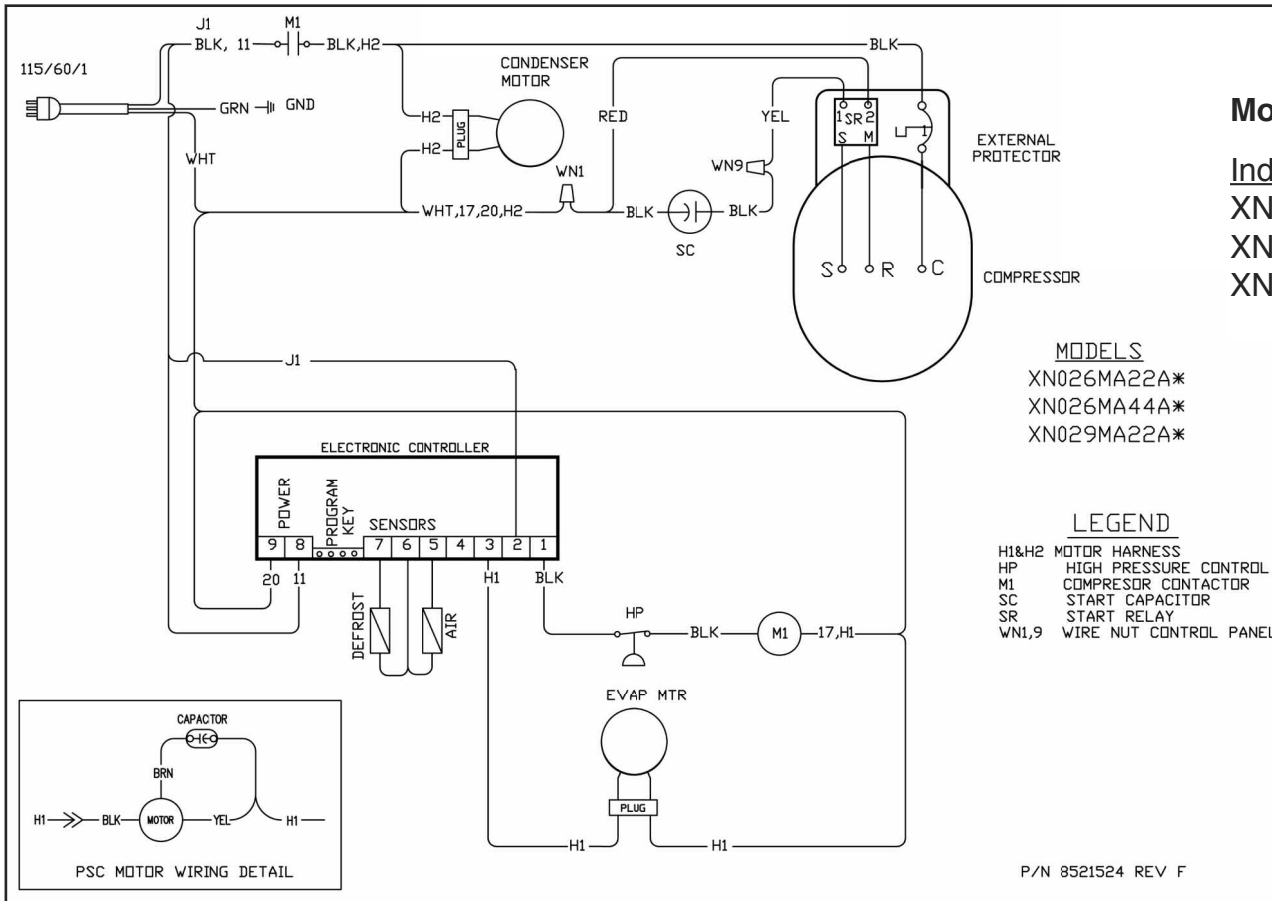 J1
M1
BLK, 11
BLK,H2
BLK
115/60/1
CONDENSER
MOTOR
GRN
GND
H2
H2
PLUG
RED
YEL
1 SR 2
S M
1
EXTERNAL
PROTECTOR
WHT
WN1
WN9
WHT,17,20,H2
BLK
BLK
SC
S
R
C
COMPRESSOR
Mo
Ind
XN
XN
XN
J1
MODELS
XN026MA22A*
XN026MA44A*
XN029MA22A*
ELECTRONIC CONTROLLER
POWER
PROGRAM
KEY
SENSORS
9 8 7 6 5 4 3 2 1
20 11 H1 BLK
DEFROST
AIR
HP
BLK
M1
17,H1
EVAP MTR
PLUG
H1
H1
LEGEND
H1&H2 MOTOR HARNESS
HP HIGH PRESSURE CONTROL
M1 COMPRESOR CONTACTOR
SC START CAPACITOR
SR START RELAY
WN1,9 WIRE NUT CONTROL PANEL
CAPACTOR
BRN
H1
BLK
MOTOR
YEL
H1
PSC MOTOR WIRING DETAIL
P/N 8521524 REV F